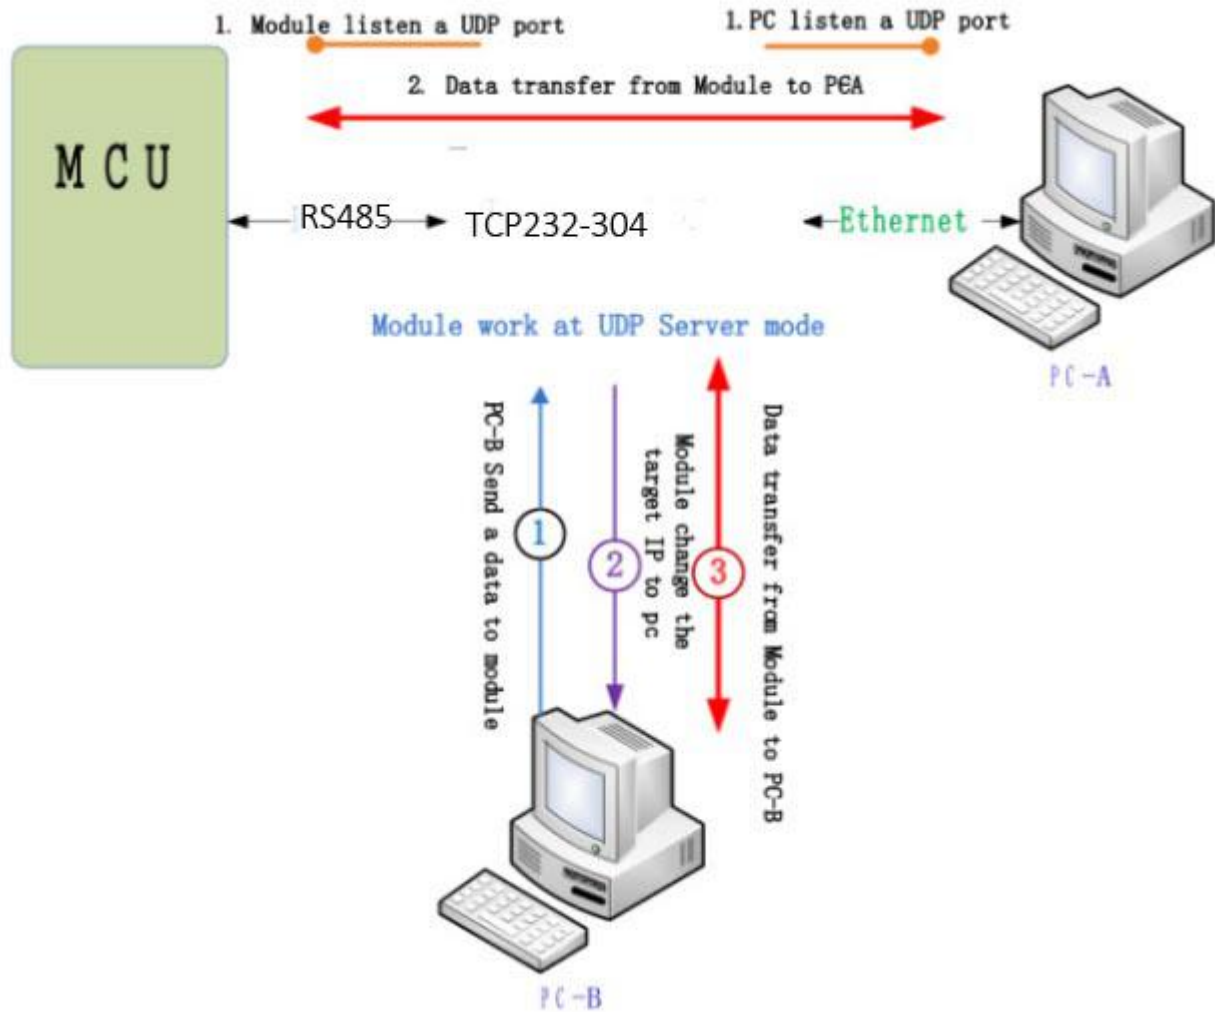 1. Module listen a UDP port
1. PC listen a UDP port
2. Data transfer from Module to PCA
MCU
RS485
TCP232-304
Ethernet
Module work at UDP Server mode
PC-A
PC-B Send a data to module
1
2
Module change the
target IP to pc
3
Data transfer from Module to PC-B
PC-B